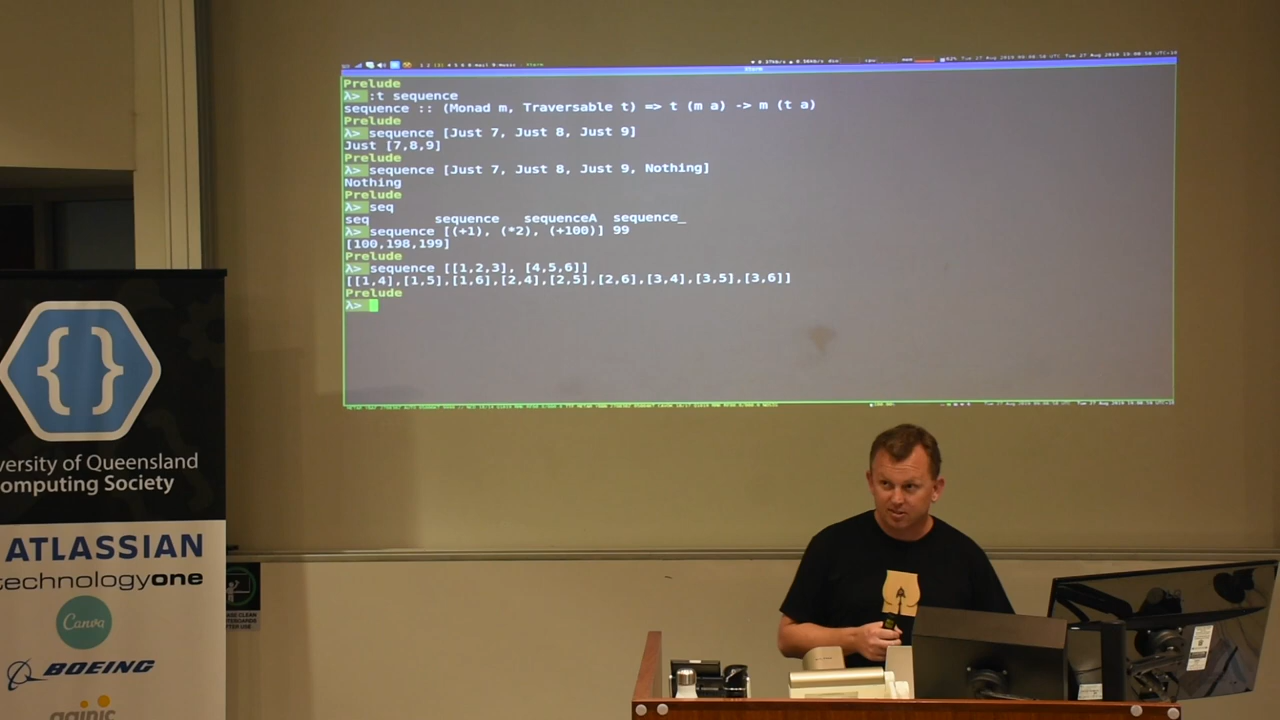 Prelude
λ> :t sequence
sequence :: (Monad m, Traversable t) => t (m a) -> m (t a)
Prelude
λ> sequence [Just 7, Just 8, Just 9]
Just [7,8,9]
Prelude
λ> sequence [Just 7, Just 8, Just 9, Nothing]
Nothing
Prelude
λ> seq
seq sequence sequenceA sequence_
λ> sequence [(+1), (*2), (+100)] 99
[100,198,199]
Prelude
λ> sequence [[1,2,3], [4,5,6]]
[[1,4],[1,5],[1,6],[2,4],[2,5],[2,6],[3,4],[3,5],[3,6]]
Prelude
λ>
{}
versity of Queensland
omputing Society
ATLASSIAN
technologyone
Canva
BOEING